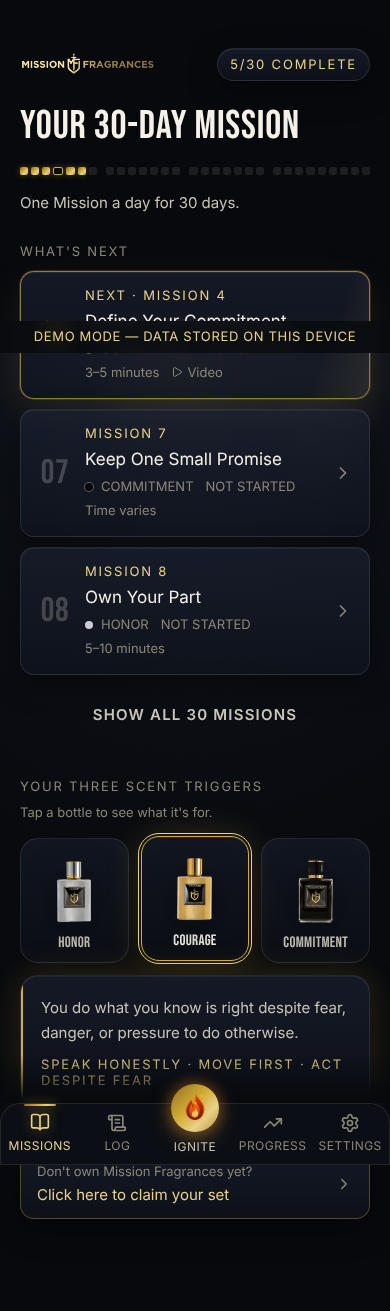 MISSION FRAGRANCES
5/30 COMPLETE
YOUR 30-DAY MISSION
One Mission a day for 30 days.
WHAT'S NEXT
NEXT · MISSION 4
Define Your Commitment
DEMO MODE — DATA STORED ON THIS DEVICE
3–5 minutes Video
MISSION 7
07
Keep One Small Promise
COMMITMENT NOT STARTED
Time varies
MISSION 8
08
Own Your Part
HONOR NOT STARTED
5–10 minutes
SHOW ALL 30 MISSIONS
YOUR THREE SCENT TRIGGERS
Tap a bottle to see what it's for.
HONOR
COURAGE
COMMITMENT
You do what you know is right despite fear,
danger, or pressure to do otherwise.
SPEAK HONESTLY · MOVE FIRST · ACT
DESPITE FEAR
MISSIONS
LOG
IGNITE
PROGRESS
SETTINGS
Don't own Mission Fragrances yet?
Click here to claim your set